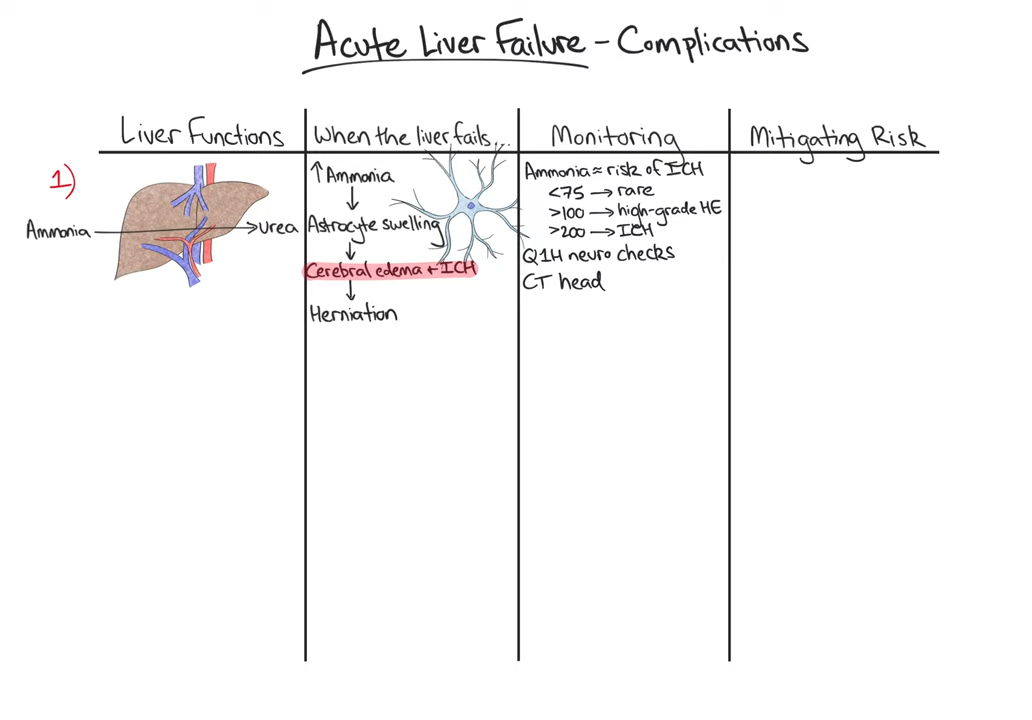 Acute Liver Failure - Complications
Liver Functions
When the liver fails...
Monitoring
Mitigating Risk
1)
Ammonia
Urea
↑ Ammonia
↓
Astrocyte swelling
↓
Cerebral edema + ICH
↓
Herniation
Ammonia ≈ risk of ICH
<75 → rare
>100 → high-grade HE
>200 → ICH
Q1H neuro checks
CT head